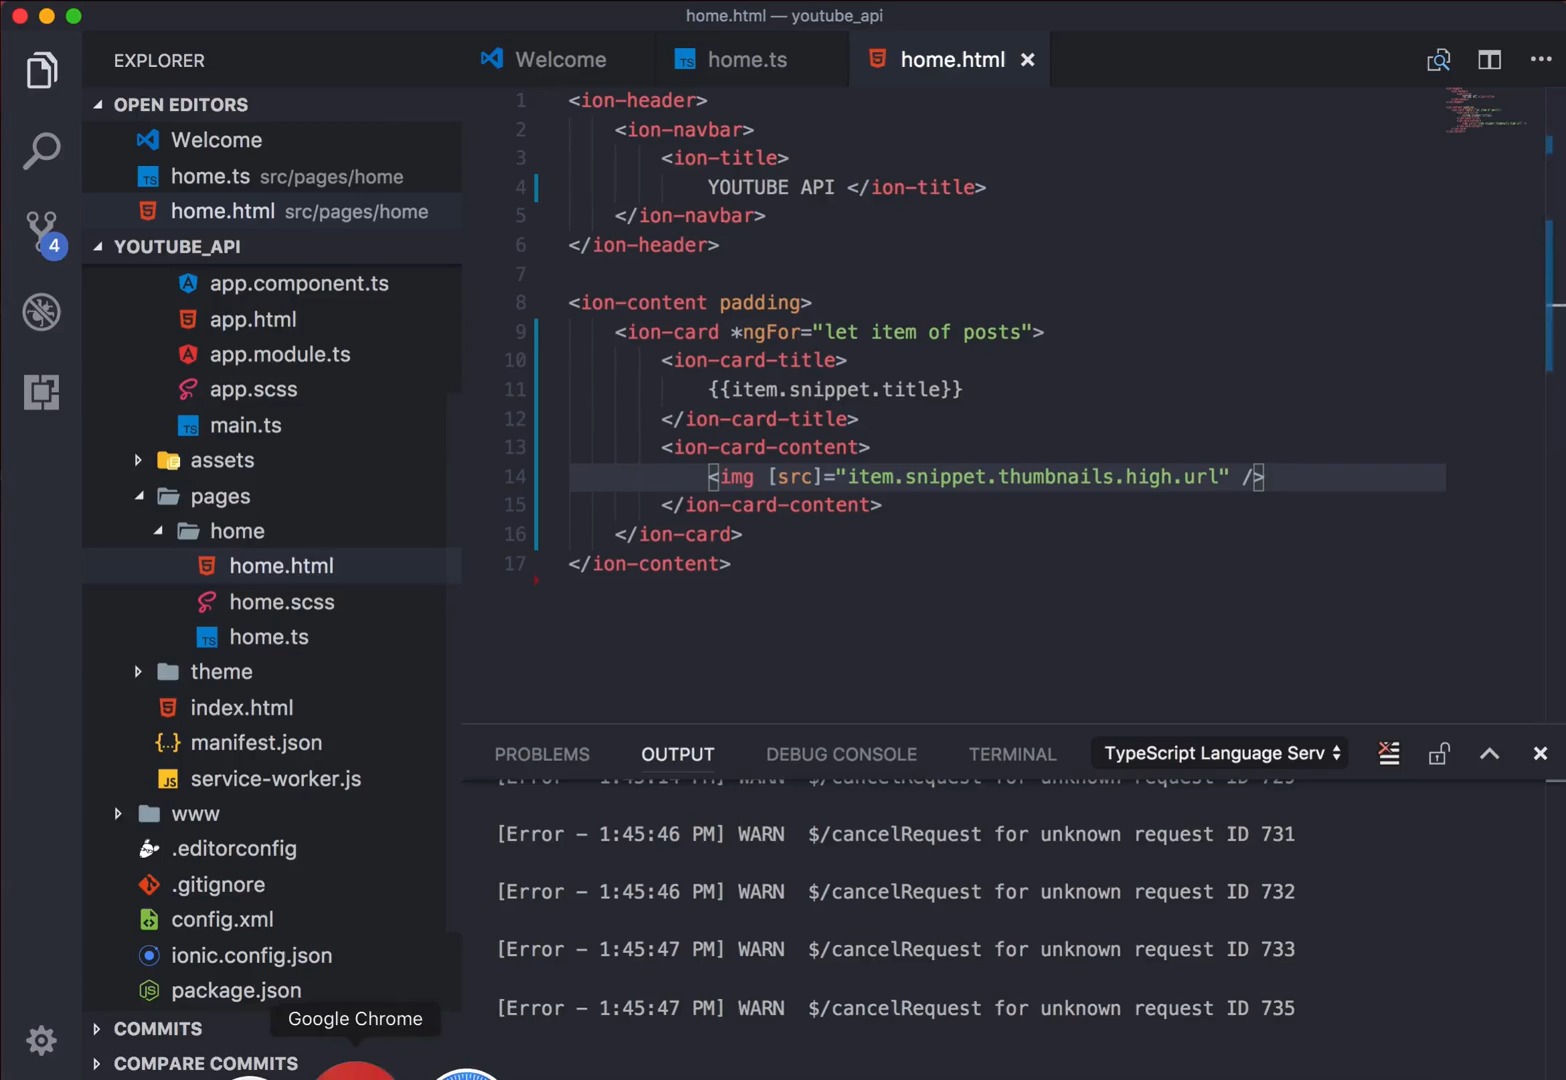 home.html — youtube_api
EXPLORER
OPEN EDITORS
Welcome
home.ts src/pages/home
home.html src/pages/home
4
YOUTUBE_API
app.component.ts
app.html
app.module.ts
app.scss
main.ts
assets
pages
home
home.html
home.scss
home.ts
theme
index.html
manifest.json
service-worker.js
www
.editorconfig
.gitignore
config.xml
ionic.config.json
package.json
Google Chrome
COMMITS
COMPARE COMMITS
Welcome
home.ts
home.html
1 <ion-header>
2 <ion-navbar>
3 <ion-title>
4 YOUTUBE API </ion-title>
5 </ion-navbar>
6 </ion-header>
7
8 <ion-content padding>
9 <ion-card *ngFor="let item of posts">
10 <ion-card-title>
11 {{item.snippet.title}}
12 </ion-card-title>
13 <ion-card-content>
14 <img [src]="item.snippet.thumbnails.high.url" />
15 </ion-card-content>
16 </ion-card>
17 </ion-content>
PROBLEMS OUTPUT DEBUG CONSOLE TERMINAL TypeScript Language Serv
[Error - 1:45:46 PM] WARN $/cancelRequest for unknown request ID 731
[Error - 1:45:46 PM] WARN $/cancelRequest for unknown request ID 732
[Error - 1:45:47 PM] WARN $/cancelRequest for unknown request ID 733
[Error - 1:45:47 PM] WARN $/cancelRequest for unknown request ID 735